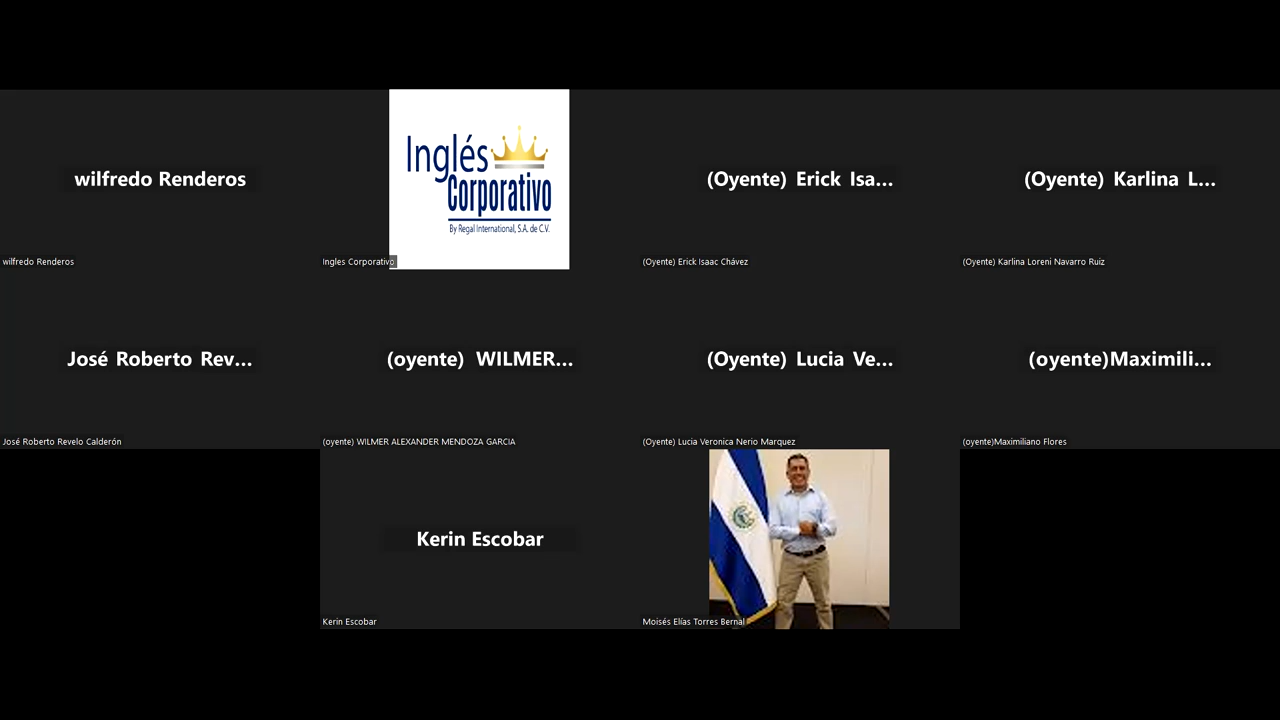 wilfredo Renderos
Inglés
Corporativo
By Regal International, S.A. de C.V.
(Oyente) Erick Isa...
(Oyente) Karlina L...
wilfredo Renderos
Ingles Corporativo
(Oyente) Erick Isaac Chávez
(Oyente) Karlina Loreni Navarro Ruiz
José Roberto Rev...
(oyente) WILMER...
(Oyente) Lucia Ve...
(oyente)Maximili...
José Roberto Revelo Calderón
(oyente) WILMER ALEXANDER MENDOZA GARCIA
(Oyente) Lucia Veronica Nerio Marquez
(oyente)Maximiliano Flores
Kerin Escobar
Kerin Escobar
Moisés Elías Torres Bernal